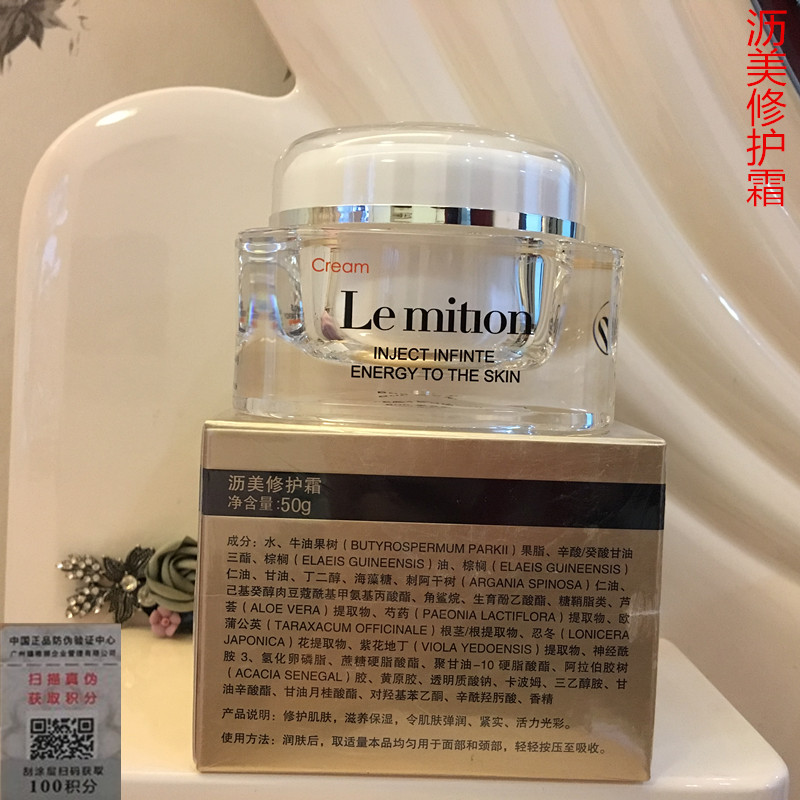 沥美修护霜
Cream
Le mition
INJECT INFINTE
ENERGY TO THE SKIN
沥美修护霜
净含量:50g
成分：水、牛油果树（BUTYROSPERMUM PARKII）果脂、辛酸/癸酸甘油
三酯、棕榈（ELAEIS GUINEENSIS）油、棕榈（ELAEIS GUINEENSIS）
仁油、甘油、丁二醇、海藻糖、刺阿干树（ARGANIA SPINOSA）仁油、
己基癸醇肉豆蔻酰基甲氨基丙酸酯、角鲨烷、生育酚乙酸酯、糖鞘脂类、芦
荟（ALOE VERA）提取物、芍药（PAEONIA LACTIFLORA）提取物、欧
蒲公英（TARAXACUM OFFICINALE）根茎/根提取物、忍冬（LONICERA
JAPONICA）花提取物、紫花地丁（VIOLA YEDOENSIS）提取物、神经酰
胺 3、氢化卵磷脂、蔗糖硬脂酸酯、聚甘油-10 硬脂酸酯、阿拉伯胶树
（ACACIA SENEGAL）胶、黄原胶、透明质酸钠、卡波姆、三乙醇胺、甘
油辛酸酯、甘油月桂酸酯、对羟基苯乙酮、辛酰羟肟酸、香精
产品说明：修护肌肤，滋养保湿，令肌肤弹润、紧实、活力光彩。
使用方法：润肤后，取适量本品均匀用于面部和颈部，轻轻按压至吸收。
中国正品防伪验证中心
企业管理有限公司
扫描真伪
获取积分
刮涂层扫码获取
100积分